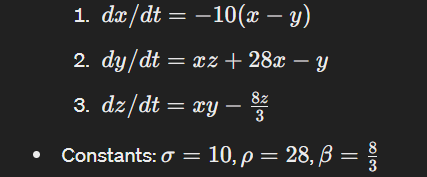 1. dx/dt = −10(x − y)
2. dy/dt = xz + 28x − y
3. dz/dt = xy − 8z/3
• Constants: σ = 10, ρ = 28, β = 8/3